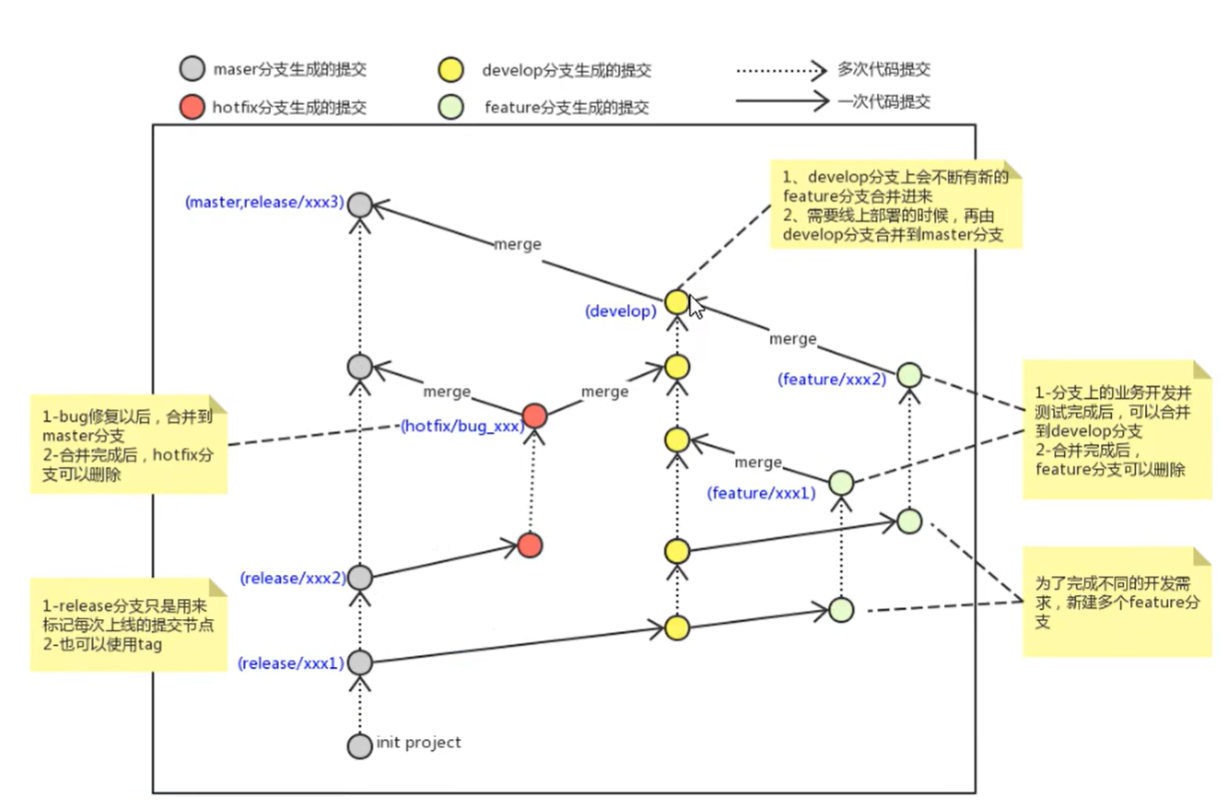 maser分支生成的提交
develop分支生成的提交
多次代码提交
hotfix分支生成的提交
feature分支生成的提交
一次代码提交
1、develop分支上会不断有新的
feature分支合并进来
2、需要线上部署的时候，再由
develop分支合并到master分支
(master,release/xxx3)
merge
(develop)
merge
(feature/xxx2)
merge
merge
1-分支上的业务开发并
测试完成后，可以合并
到develop分支
2-合并完成后，
feature分支可以删除
1-bug修复以后，合并到
master分支
2-合并完成后，hotfix分
支可以删除
(hotfix/bug_xxx)
merge
(feature/xxx1)
(release/xxx2)
为了完成不同的开发需
求，新建多个feature分
支
1-release分支只是用来
标记每次上线的提交节点
2-也可以使用tag
(release/xxx1)
init project